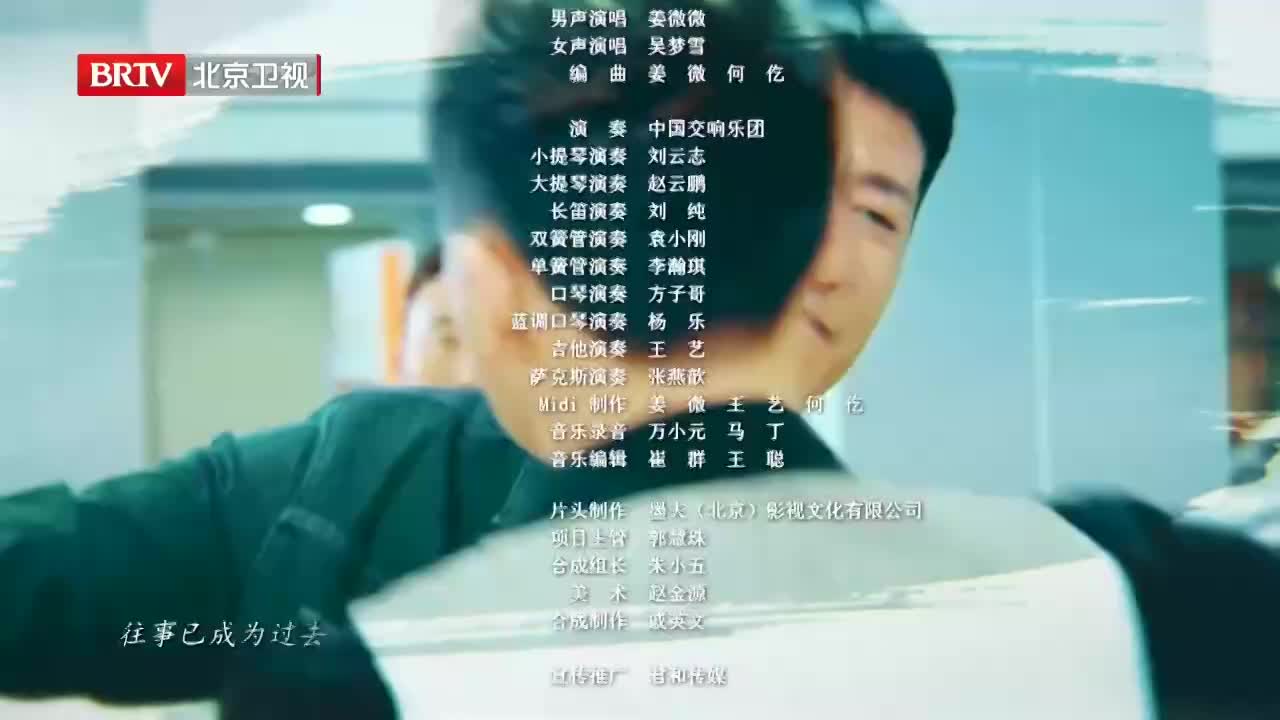 男声演唱 姜微微
BRTV 北京卫视
女声演唱 吴梦雪
编 曲 姜 微 何 仡
演 奏 中国交响乐团
小提琴演奏 刘云志
大提琴演奏 赵云鹏
长笛演奏 刘 纯
双簧管演奏 袁小刚
单簧管演奏 李瀚琪
口琴演奏 方子哥
蓝调口琴演奏 杨 乐
吉他演奏 王 艺
萨克斯演奏 张燕歆
Midi 制作 姜 微 王 艺 何 仡
音乐录音 万小元 马 丁
音乐编辑 崔 群 王 聪
片头制作 墨大（北京）影视文化有限公司
项目主管 郭慧珠
合成组长 朱小五
美 术 赵金源
合成制作 戚英文
往事已成为过去
宣传推广 君和传媒